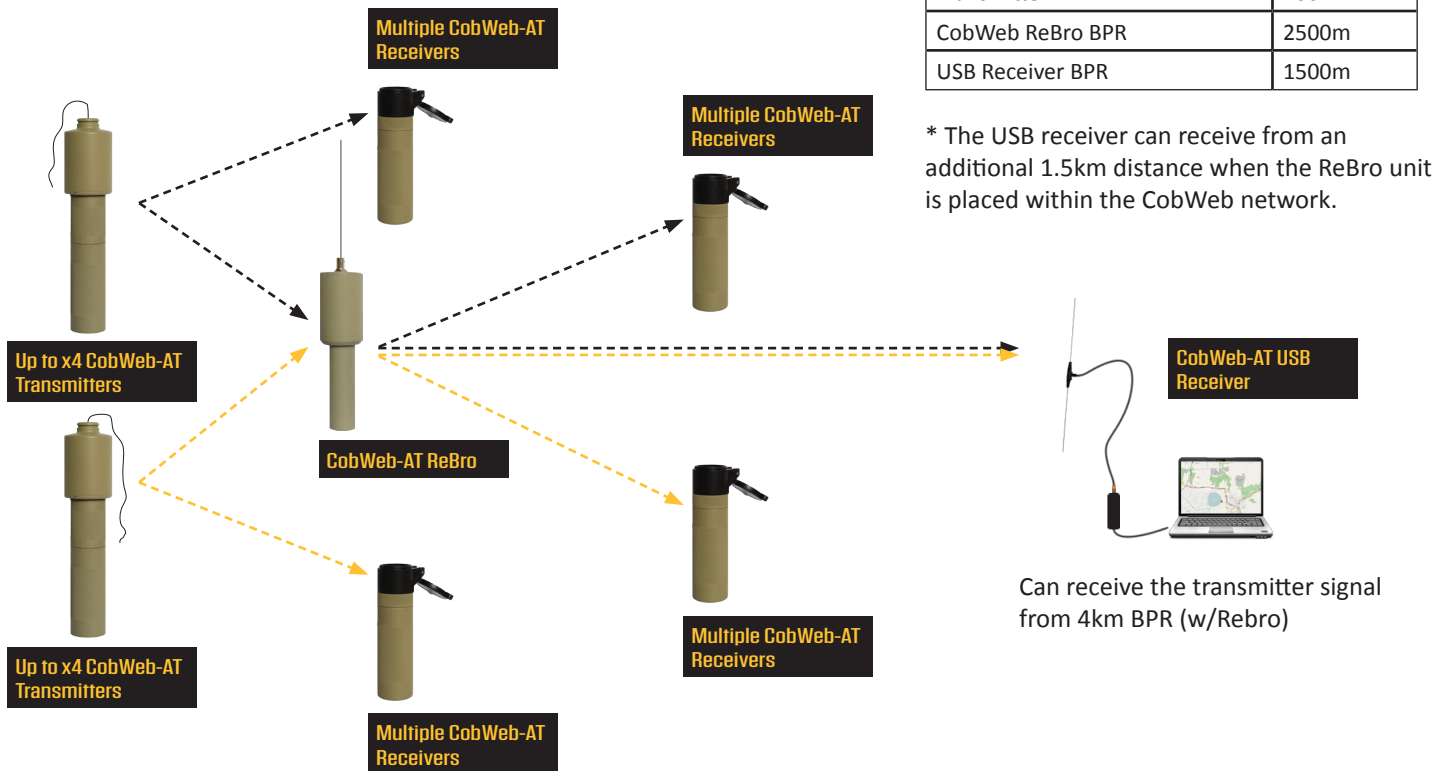 CobWeb ReBro BPR 2500m
USB Receiver BPR 1500m
* The USB receiver can receive from an
additional 1.5km distance when the ReBro unit
is placed within the CobWeb network.
Multiple CobWeb-AT
Receivers
Multiple CobWeb-AT
Receivers
Up to x4 CobWeb-AT
Transmitters
CobWeb-AT USB
Receiver
CobWeb-AT ReBro
Can receive the transmitter signal
from 4km BPR (w/Rebro)
Multiple CobWeb-AT
Receivers
Up to x4 CobWeb-AT
Transmitters
Multiple CobWeb-AT
Receivers